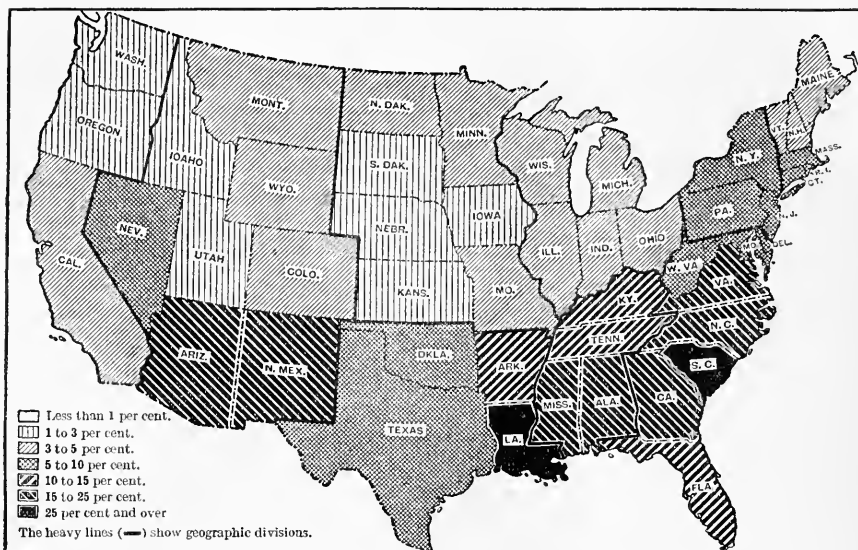 WASH.
MONT.
N. DAK.
MINN.
MAINE
OREGON
IDAHO
S. DAK.
WIS.
MICH.
VT.
N.H.
MASS.
N.Y.
R.I.
CT.
WYO.
IOWA
NEBR.
PA.
N.J.
NEV.
UTAH
COLO.
ILL.
IND.
OHIO
MD.
DEL.
CAL.
KANS.
MO.
W. VA.
VA.
KY.
N.C.
TENN.
ARIZ.
N. MEX.
OKLA.
ARK.
S.C.
MISS.
ALA.
GA.
TEXAS
LA.
FLA.
Less than 1 per cent.
1 to 3 per cent.
3 to 5 per cent.
5 to 10 per cent.
10 to 15 per cent.
15 to 25 per cent.
25 per cent and over
The heavy lines (━) show geographic divisions.